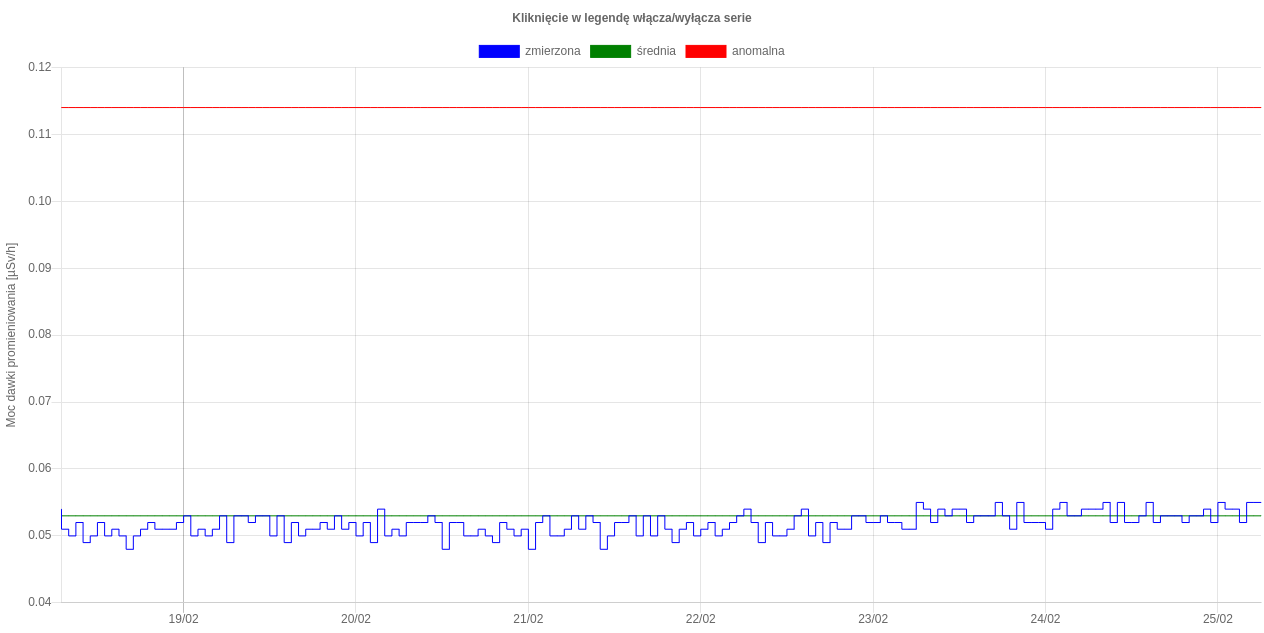 Kliknięcie w legendę włącza/wyłącza serie
zmierzona średnia anomalna
Moc dawki promieniowania [µSv/h]
0.12
0.11
0.10
0.09
0.08
0.07
0.06
0.05
0.04
19/02 20/02 21/02 22/02 23/02 24/02 25/02